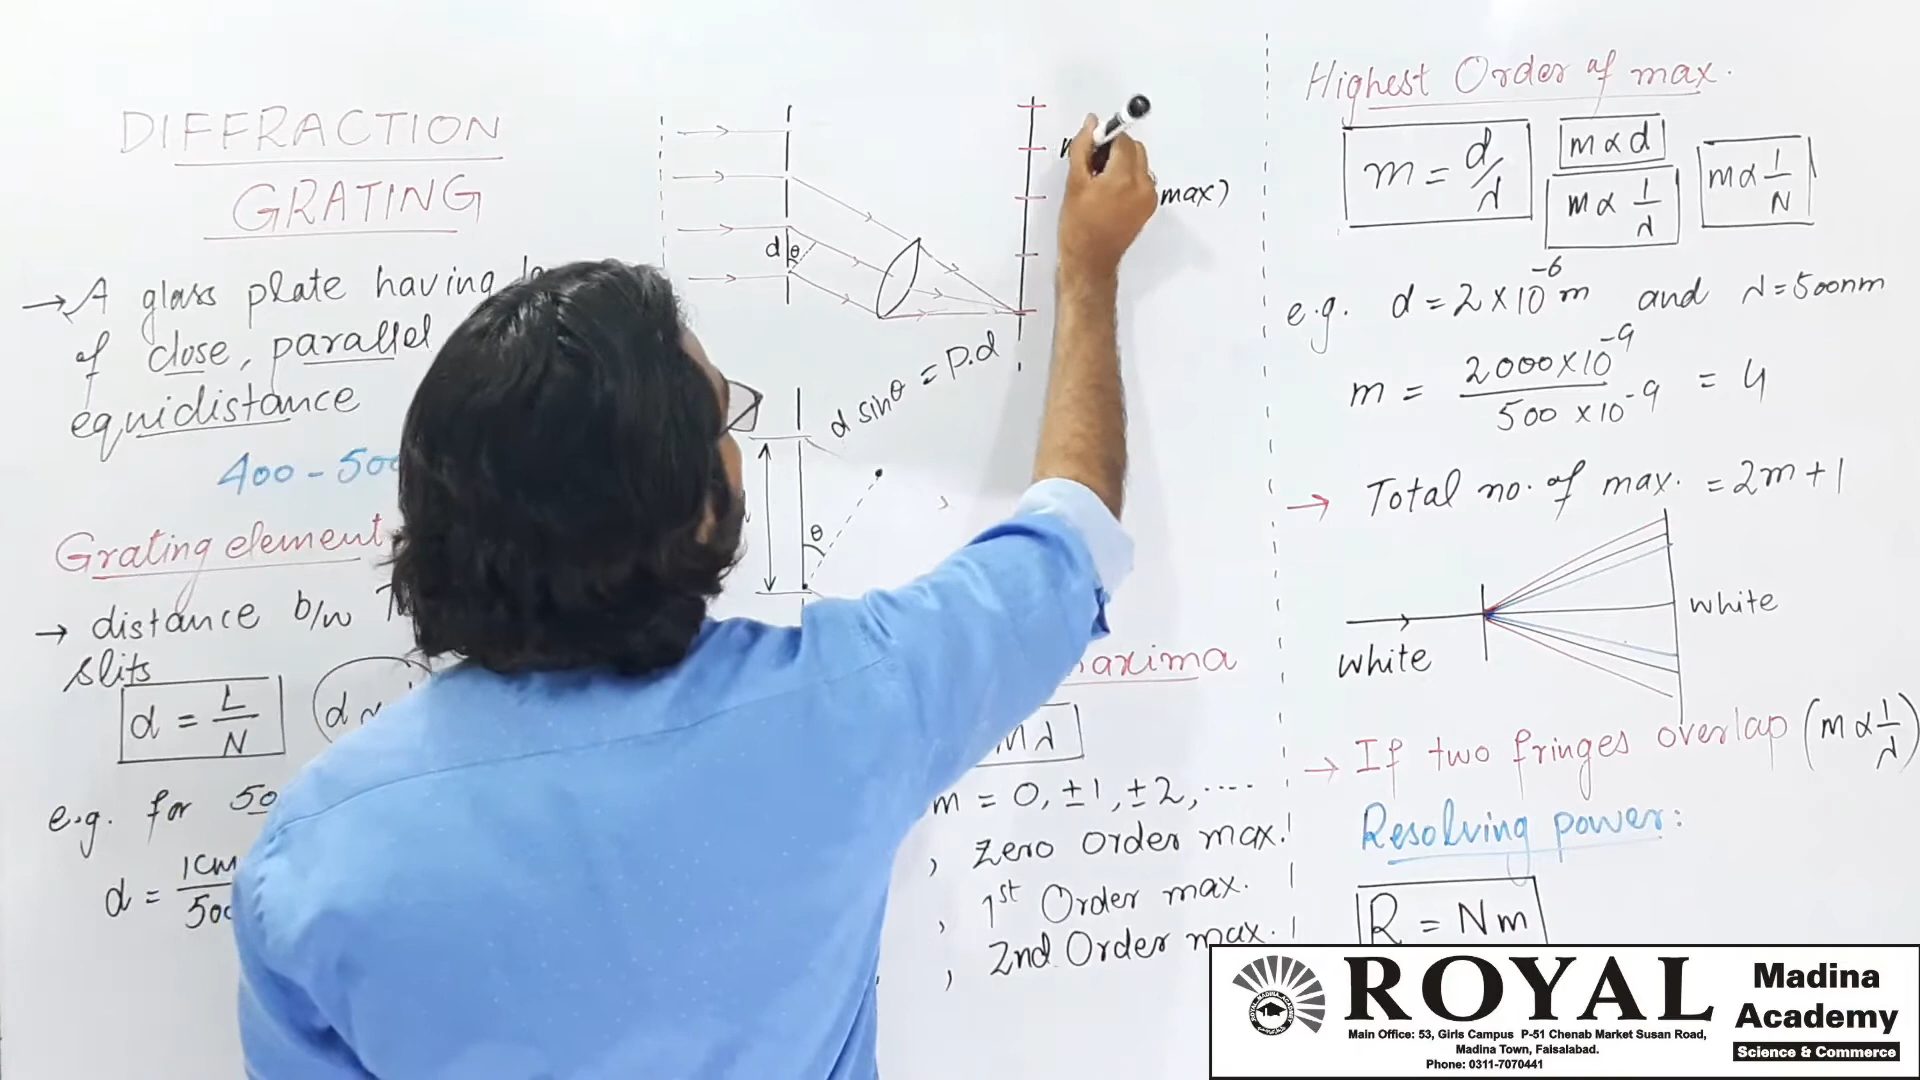 DIFFRACTION
GRATING
→ A glass plate having
of close, parallel
equidistance
400 - 500
Grating element
→ distance b/w
slits
d = L/N
d ∝
e.g. for 50
d = 1cm/500
d
θ
max)
d sinθ = P.d
θ
maxima
mλ
m = 0, ±1, ±2, ....
, Zero order max.
, 1st Order max.
, 2nd Order max.
Highest Order of max.
m = d/λ
m ∝ d
m ∝ 1/λ
m ∝ 1/N
e.g. d = 2 × 10⁻⁶ m and λ = 500nm
m = 2000×10⁻⁹ / 500 ×10⁻⁹ = 4
→ Total no. of max. = 2m + 1
white
white
→ If two fringes overlap (m ∝ 1/λ)
Resolving power:
R = Nm
ROYAL
Madina
Academy
Science & Commerce
Main Office: 53, Girls Campus P-51 Chenab Market Susan Road,
Madina Town, Faisalabad.
Phone: 0311-7070441